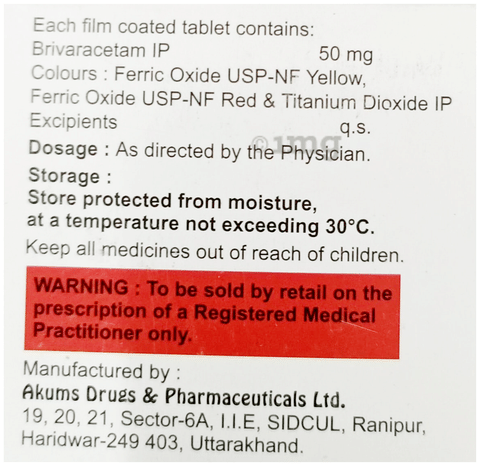 Each film coated tablet contains:
Brivaracetam IP 50 mg
Colours : Ferric Oxide USP-NF Yellow,
Ferric Oxide USP-NF Red & Titanium Dioxide IP
Excipients q.s.
©1mg
Dosage : As directed by the Physician.
Storage :
Store protected from moisture,
at a temperature not exceeding 30°C.
Keep all medicines out of reach of children.
WARNING : To be sold by retail on the
prescription of a Registered Medical
Practitioner only.
Manufactured by :
Akums Drugs & Pharmaceuticals Ltd.
19, 20, 21, Sector-6A, I.I.E, SIDCUL, Ranipur,
Haridwar-249 403, Uttarakhand.